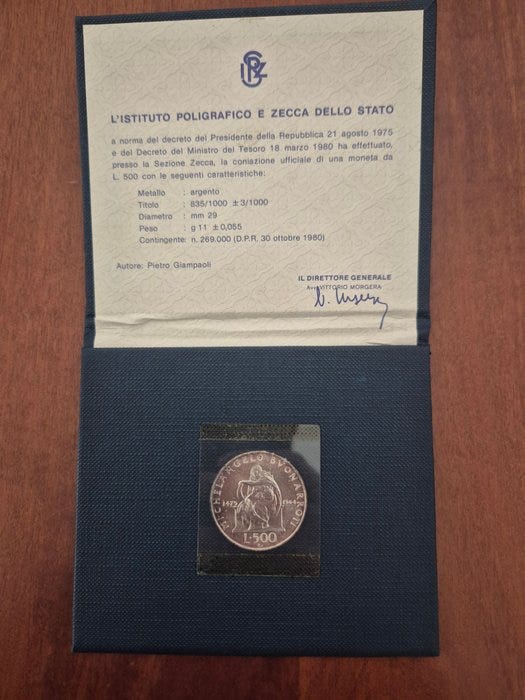 L'ISTITUTO POLIGRAFICO E ZECCA DELLO STATO
a norma del decreto del Presidente della Repubblica 21 agosto 1975
e del Decreto del Ministro del Tesoro 18 marzo 1980 ha effettuato,
presso la Sezione Zecca, la coniazione ufficiale di una moneta da
L. 500 con le seguenti caratteristiche:
Metallo : argento
Titolo : 835/1000 ± 3/1000
Diametro : mm 29
Peso : g 11 ± 0,055
Contingente: n. 269.000 (D.P.R. 30 ottobre 1980)
Autore: Pietro Giampaoli
IL DIRETTORE GENERALE
Avv. VITTORIO MORGERA
MICHELANGELO BVONARROTI
1475 1564
L·500